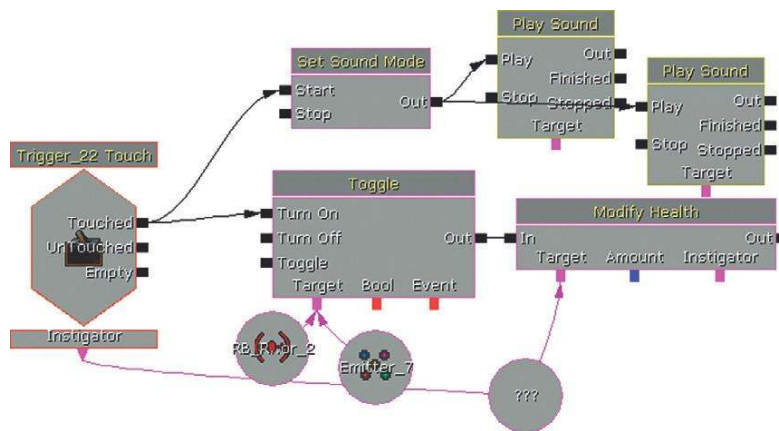 Play Sound
Play
Out
Finished
Stop
Stopped
Target
Set Sound Mode
Start
Stop
Out
Play Sound
Play
Out
Finished
Stop
Stopped
Target
Trigger_22 Touch
Touched
UnTouched
Empty
Instigator
Toggle
Turn On
Turn Off
Toggle
Out
Target Bool Event
Modify Health
In
Out
Target Amount Instigator
Emitter_7
???